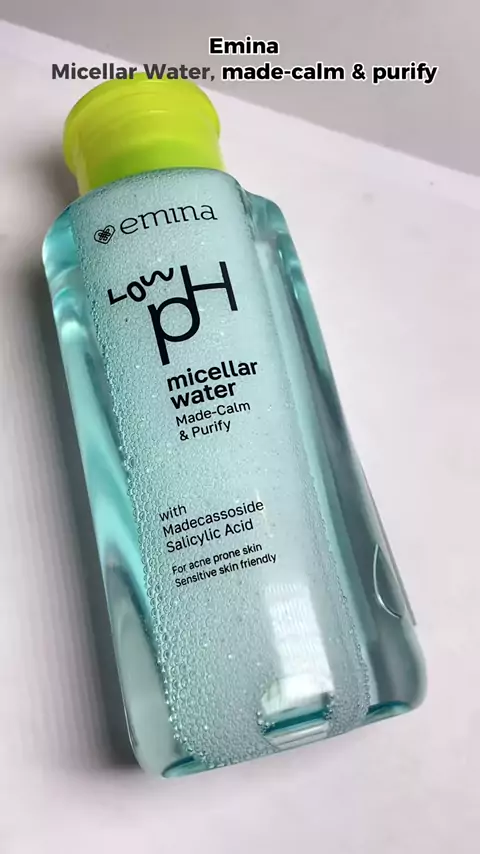 Emina
Micellar Water, made-calm & purify
emina
Low
pH
micellar
water
Made-Calm
& Purify
with
Madecassoside
Salicylic Acid
For acne prone skin
Sensitive skin friendly